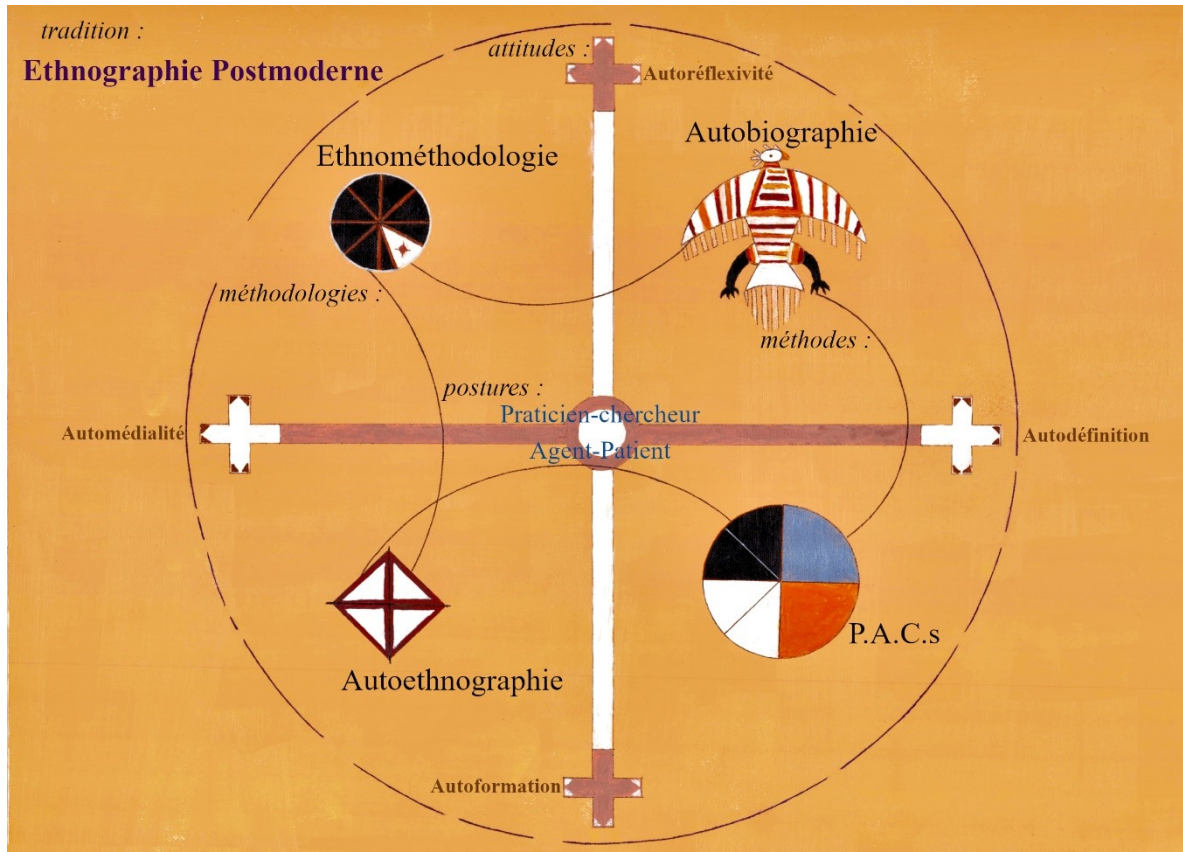 tradition :
Ethnographie Postmoderne
attitudes :
Autoréflexivité
Autobiographie
Ethnométhodologie
méthodologies :
méthodes :
postures :
Praticien-chercheur
Agent-Patient
Automédialité
Autodéfinition
P.A.C.s
Autoethnographie
Autoformation